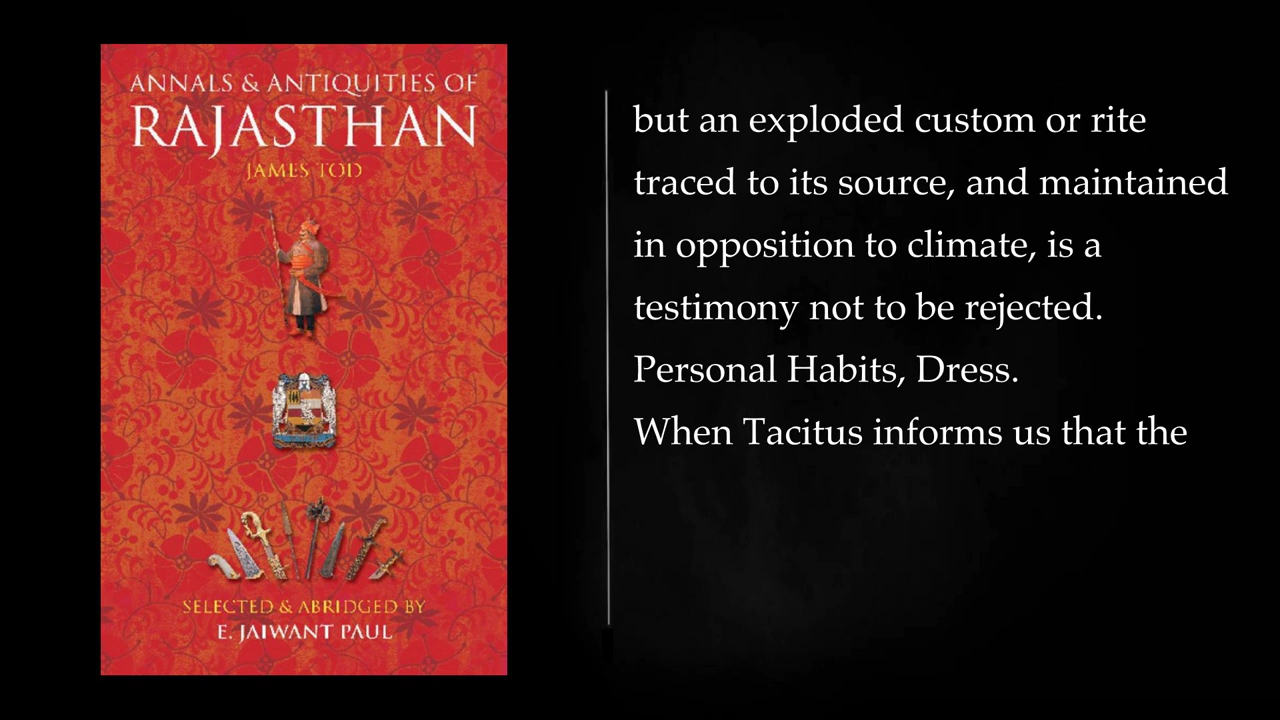 ANNALS & ANTIQUITIES OF
RAJASTHAN
JAMES TOD
SELECTED & ABRIDGED BY
E. JAIWANT PAUL
but an exploded custom or rite
traced to its source, and maintained
in opposition to climate, is a
testimony not to be rejected.
Personal Habits, Dress.
When Tacitus informs us that the